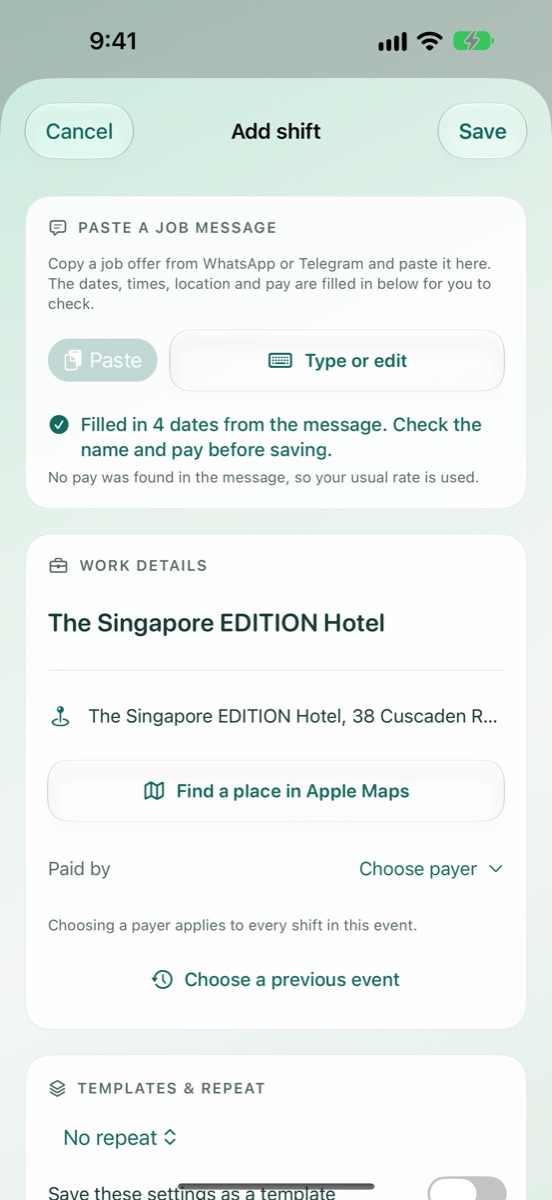 9:41
Cancel
Add shift
Save
PASTE A JOB MESSAGE
Copy a job offer from WhatsApp or Telegram and paste it here.
The dates, times, location and pay are filled in below for you to
check.
Paste
Type or edit
Filled in 4 dates from the message. Check the
name and pay before saving.
No pay was found in the message, so your usual rate is used.
WORK DETAILS
The Singapore EDITION Hotel
The Singapore EDITION Hotel, 38 Cuscaden R...
Find a place in Apple Maps
Paid by
Choose payer
Choosing a payer applies to every shift in this event.
Choose a previous event
TEMPLATES & REPEAT
No repeat
Save these settings as a template